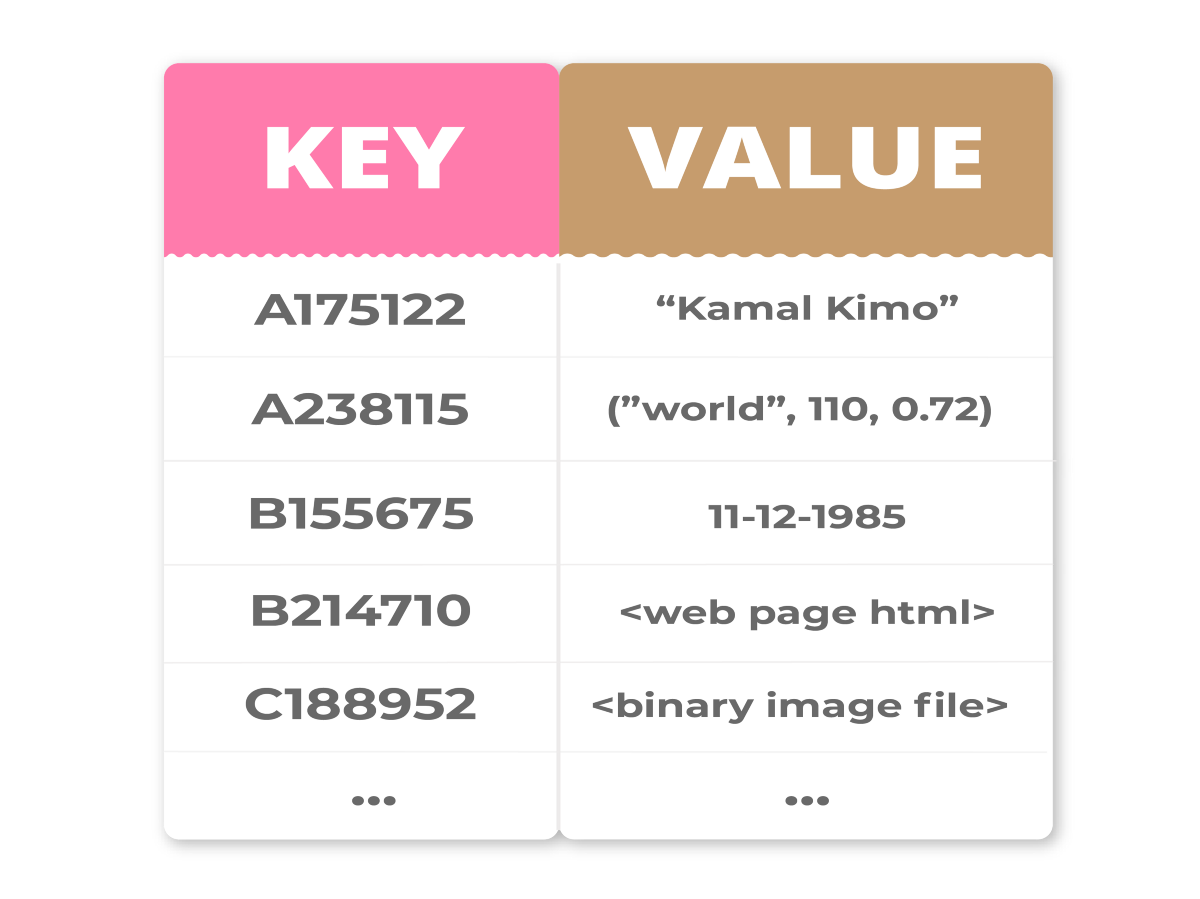 KEY VALUE
A175122 “Kamal Kimo”
A238115 (”world”, 110, 0.72)
B155675 11-12-1985
B214710 <web page html>
C188952 <binary image file>
... ...